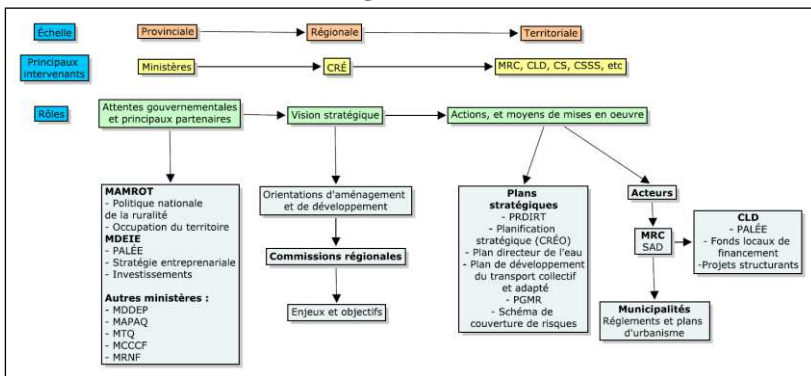 Échelle
Provinciale
Régionale
Territoriale
Principaux
intervenants
Ministères
CRÉ
MRC, CLD, CS, CSSS, etc
Rôles
Attentes gouvernementales
et principaux partenaires
Vision stratégique
Actions, et moyens de mises en oeuvre
MAMROT
- Politique nationale
de la ruralité
- Occupation du territoire
MDEIE
- PALÉE
- Stratégie entreprenariale
- Investissements
Autres ministères :
- MDDEP
- MAPAQ
- MTQ
- MCCCF
- MRNF
Orientations d'aménagement
et de développement
Commissions régionales
Enjeux et objectifs
Plans
stratégiques
- PRDIRT
- Planification
stratégique (CRÉO)
- Plan directeur de l'eau
- Plan de développement
du transport collectif
et adapté
- PGMR
- Schéma de
couverture de risques
Acteurs
MRC
SAD
CLD
- PALÉE
- Fonds locaux de
financement
-Projets structurants
Municipalités
Réglements et plans
d'urbanisme